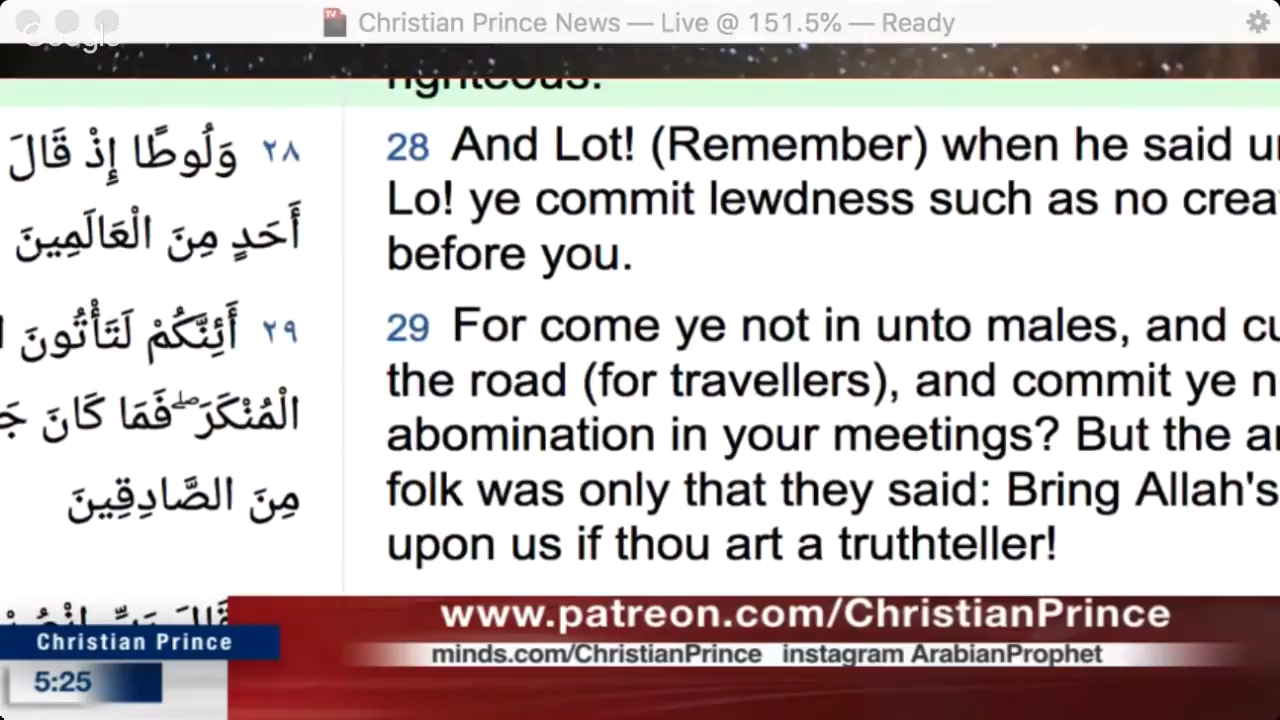 Christian Prince News — Live @ 151.5% — Ready
Google
righteous.
٢٨ وَلُوطًا إِذْ قَالَ
أَحَدٍ مِنَ الْعَالَمِينَ
٢٩ أَئِنَّكُمْ لَتَأْتُونَ
الْمُنْكَرَ ۖ فَمَا كَانَ
مِنَ الصَّادِقِينَ
28 And Lot! (Remember) when he said
Lo! ye commit lewdness such as no
before you.
29 For come ye not in unto males, and
the road (for travellers), and commit ye
abomination in your meetings? But the
folk was only that they said: Bring Allah's
upon us if thou art a truthteller!
www.patreon.com/ChristianPrince
minds.com/ChristianPrince instagram ArabianProphet
Christian Prince
5:25